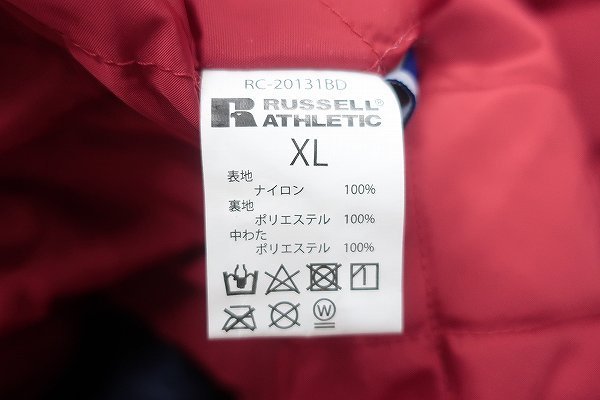 RC-20131BD
RUSSELL®
ATHLETIC
XL
表地
ナイロン 100%
裏地
ポリエステル 100%
中わた
ポリエステル 100%
W